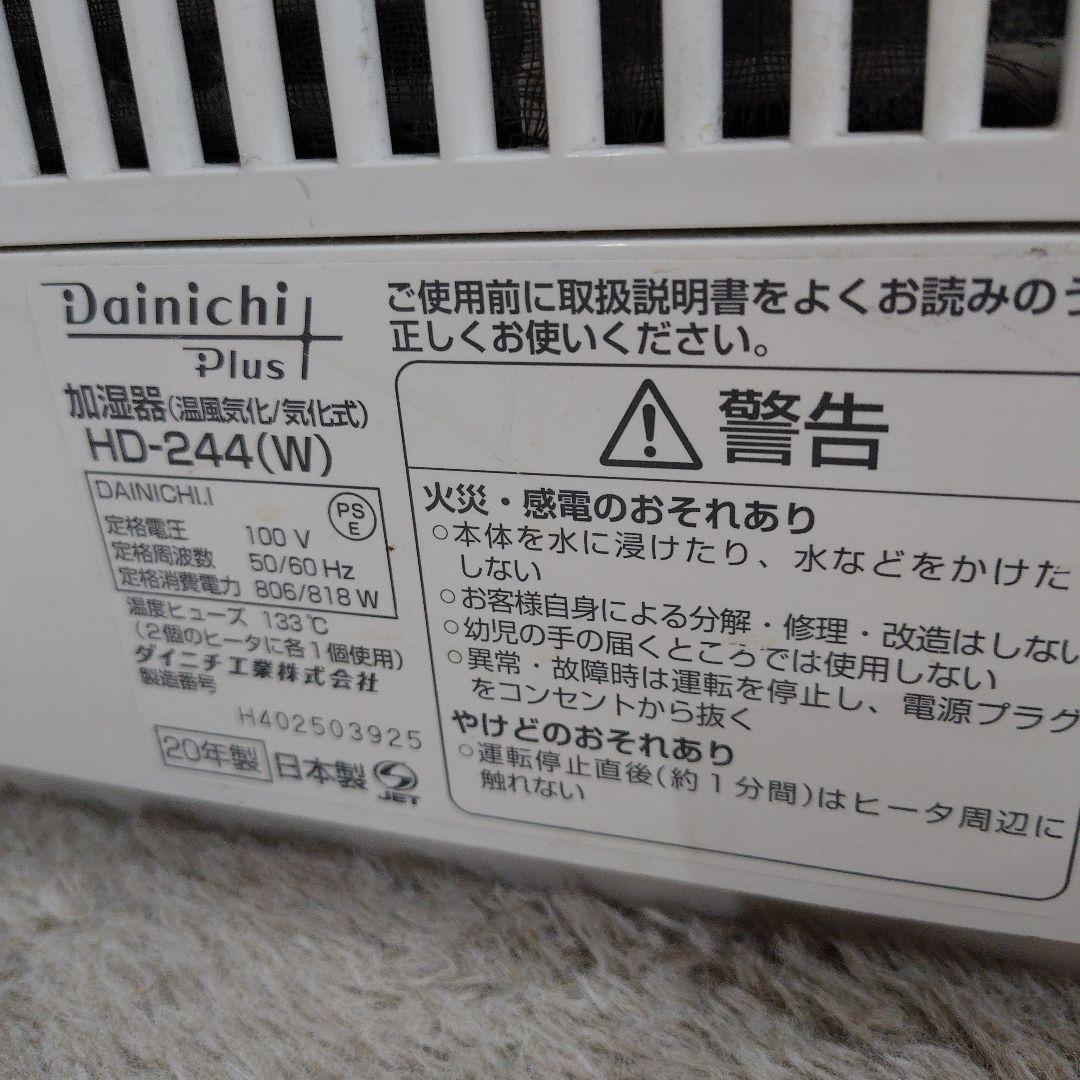 Dainichi
Plus
加湿器(温風気化/気化式)
HD-244(W)
DAINICHI.I
PS
E
定格電圧 100 V
定格周波数 50/60 Hz
定格消費電力 806/818 W
温度ヒューズ 133℃
(2個のヒータに各1個使用)
ダイニチ工業株式会社
製造番号
H402503925
20年製 日本製 JET
ご使用前に取扱説明書をよくお読みのう
正しくお使いください。
警告
火災・感電のおそれあり
○本体を水に浸けたり、水などをかけた
しない
○お客様自身による分解・修理・改造はしない
○幼児の手の届くところでは使用しない
○異常・故障時は運転を停止し、電源プラグ
をコンセントから抜く
やけどのおそれあり
○運転停止直後(約1分間)はヒータ周辺に
触れない